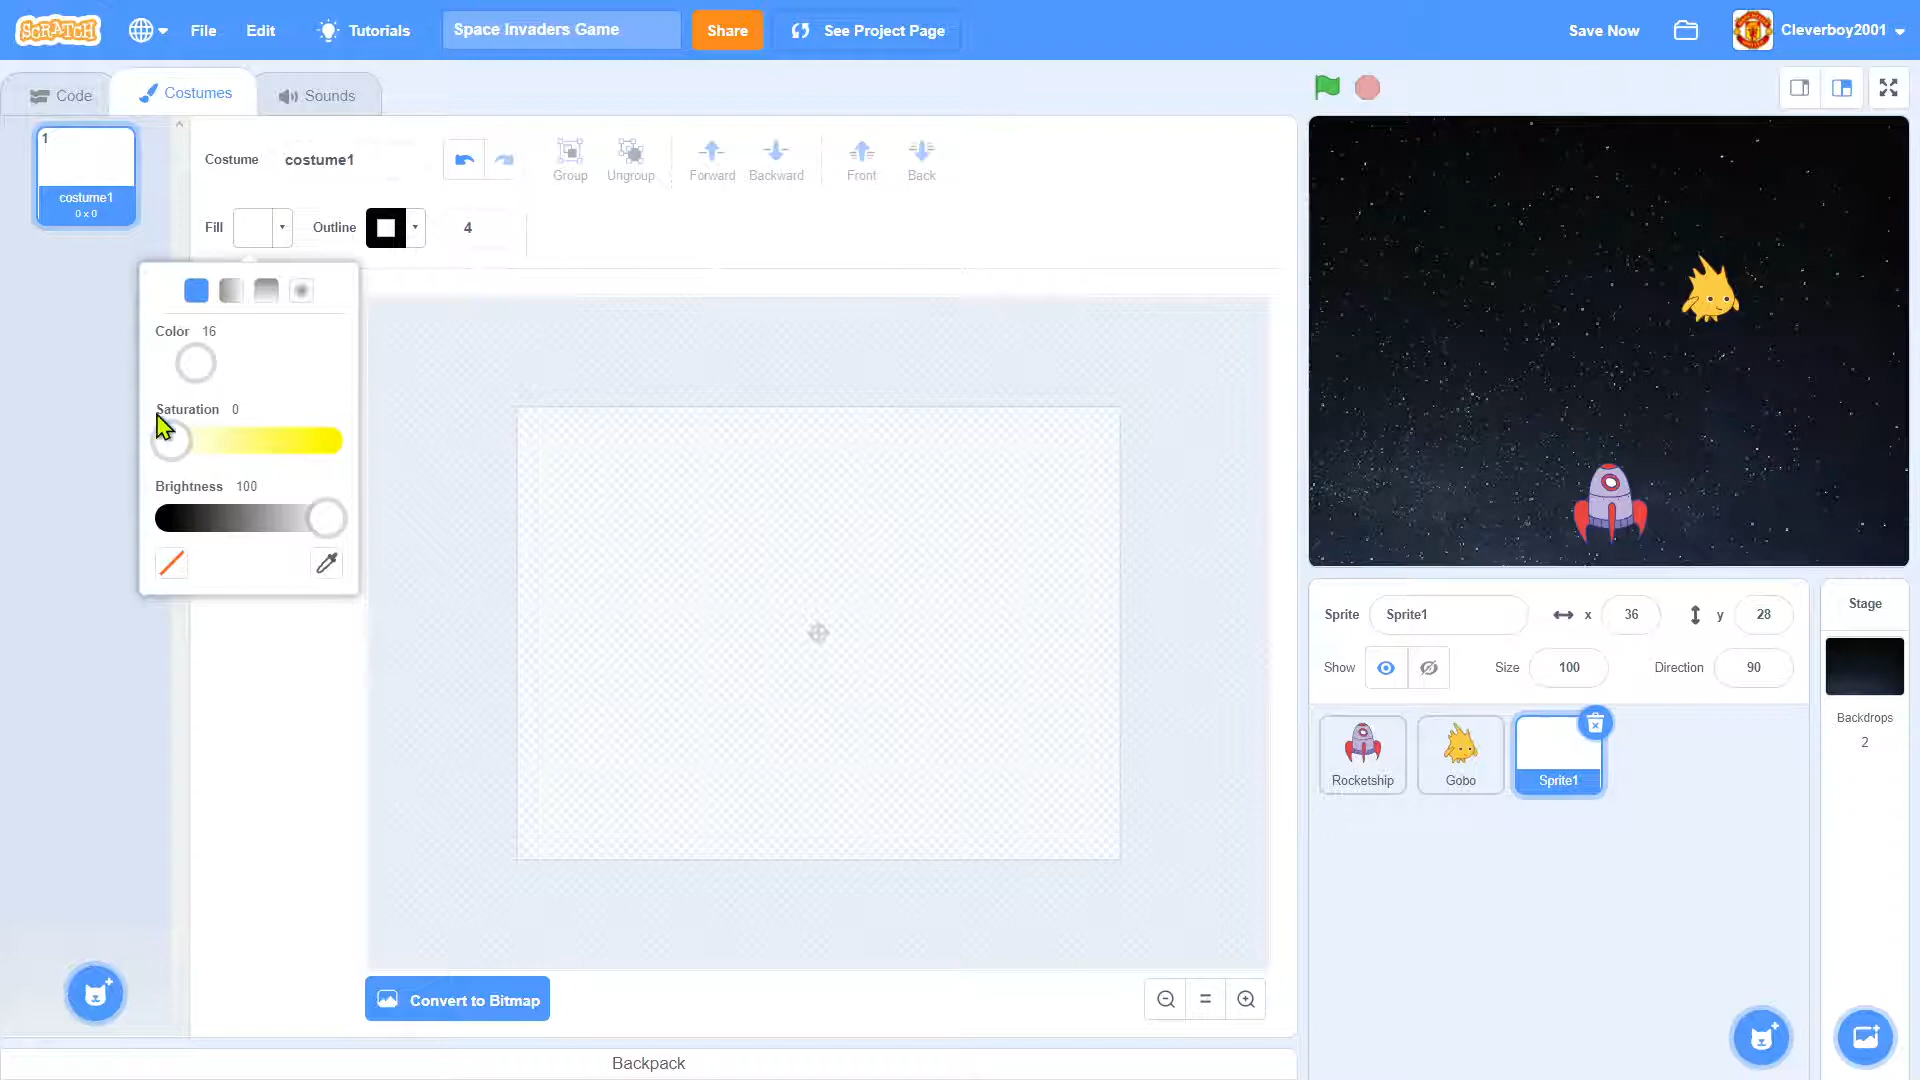 SCRATCH File Edit Tutorials Space Invaders Game Share See Project Page Save Now Cleverboy2001
Code Costumes Sounds
1
costume1
0 x 0
Costume costume1
Group Ungroup Forward Backward Front Back
Fill Outline 4
Color 16
Saturation 0
Brightness 100
Convert to Bitmap
Backpack
Sprite Sprite1 x 36 y 28
Show Size 100 Direction 90
Rocketship Gobo Sprite1
Stage
Backdrops
2